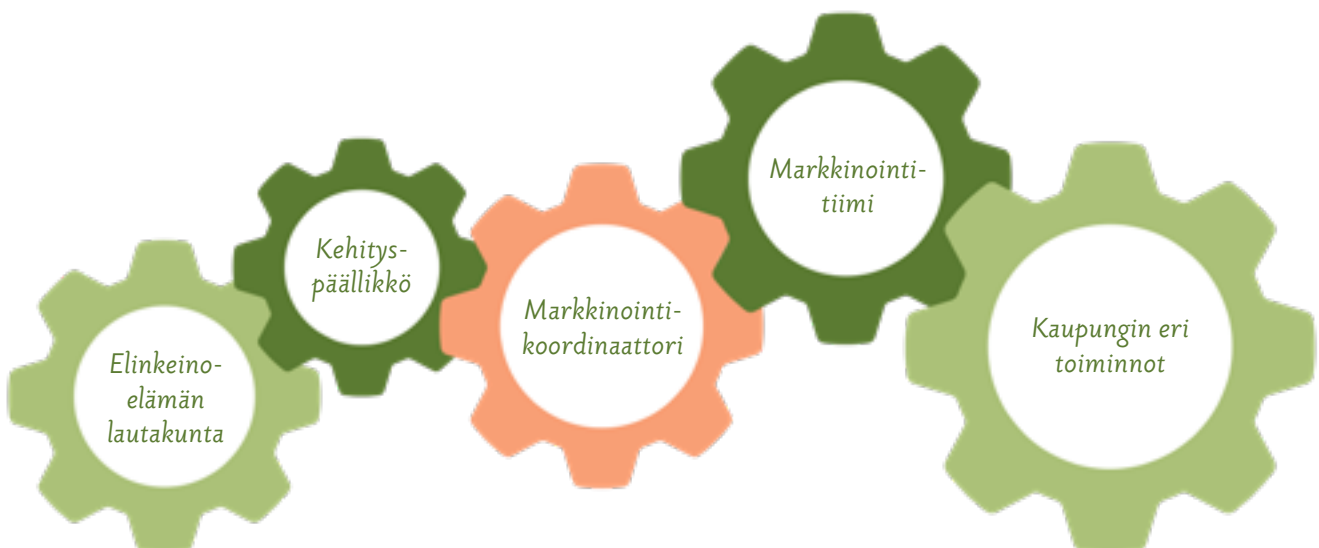 Elinkeino-
elämän
lautakunta
Kehitys-
päällikkö
Markkinointi-
koordinaattori
Markkinointi-
tiimi
Kaupungin eri
toiminnot